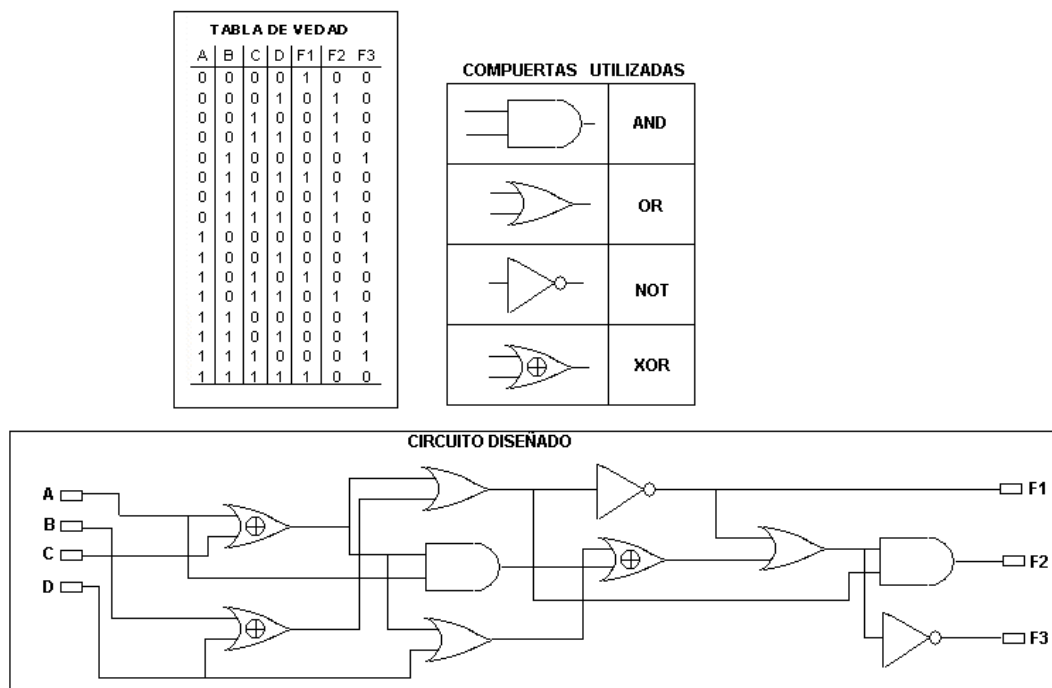 TABLA DE VEDAD
A B C D F1 F2 F3
0 0 0 0 1 0 0
0 0 0 1 0 1 0
0 0 1 0 0 1 0
0 0 1 1 0 1 0
0 1 0 0 0 0 1
0 1 0 1 1 0 0
0 1 1 0 0 1 0
0 1 1 1 0 1 0
1 0 0 0 0 0 1
1 0 0 1 0 0 1
1 0 1 0 1 0 0
1 0 1 1 0 1 0
1 1 0 0 0 0 1
1 1 0 1 0 0 1
1 1 1 0 0 0 1
1 1 1 1 1 0 0
COMPUERTAS UTILIZADAS
AND
OR
NOT
XOR
CIRCUITO DISEÑADO
A
B
C
D
F1
F2
F3